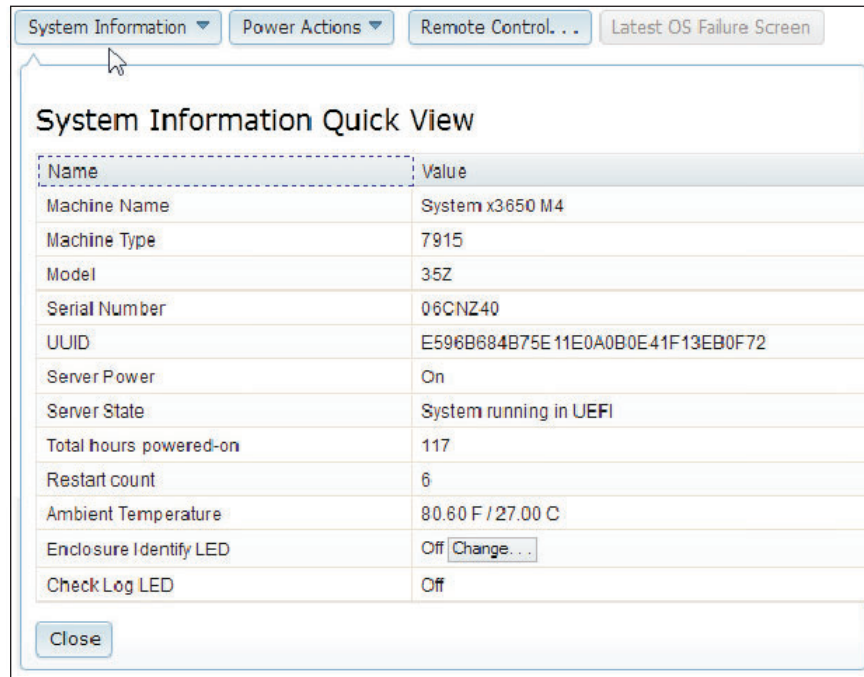 System Information Power Actions Remote Control. . . Latest OS Failure Screen
System Information Quick View
Name Value
Machine Name System x3650 M4
Machine Type 7915
Model 35Z
Serial Number 06CNZ40
UUID E596B684B75E11E0A0B0E41F13EB0F72
Server Power On
Server State System running in UEFI
Total hours powered-on 117
Restart count 6
Ambient Temperature 80.60 F / 27.00 C
Enclosure Identify LED Off Change. . .
Check Log LED Off
Close